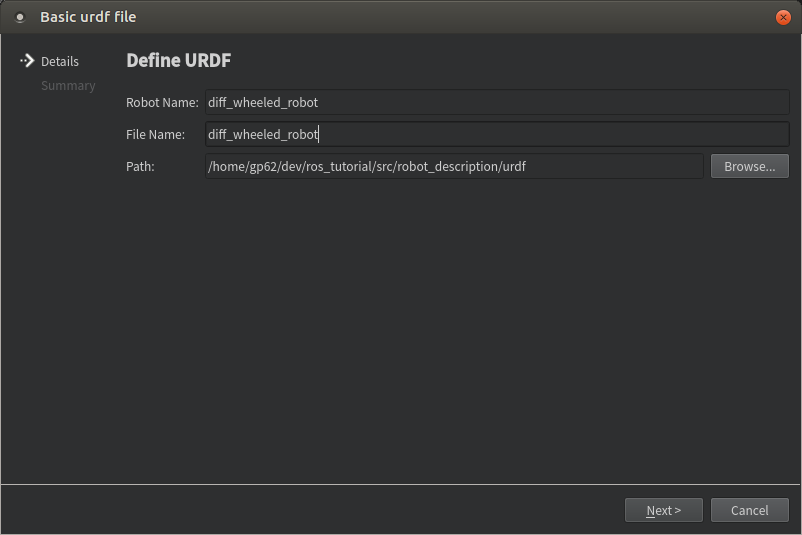 Basic urdf file
Details
Summary
Define URDF
Robot Name: diff_wheeled_robot
File Name: diff_wheeled_robot
Path: /home/gp62/dev/ros_tutorial/src/robot_description/urdf Browse...
Next > Cancel